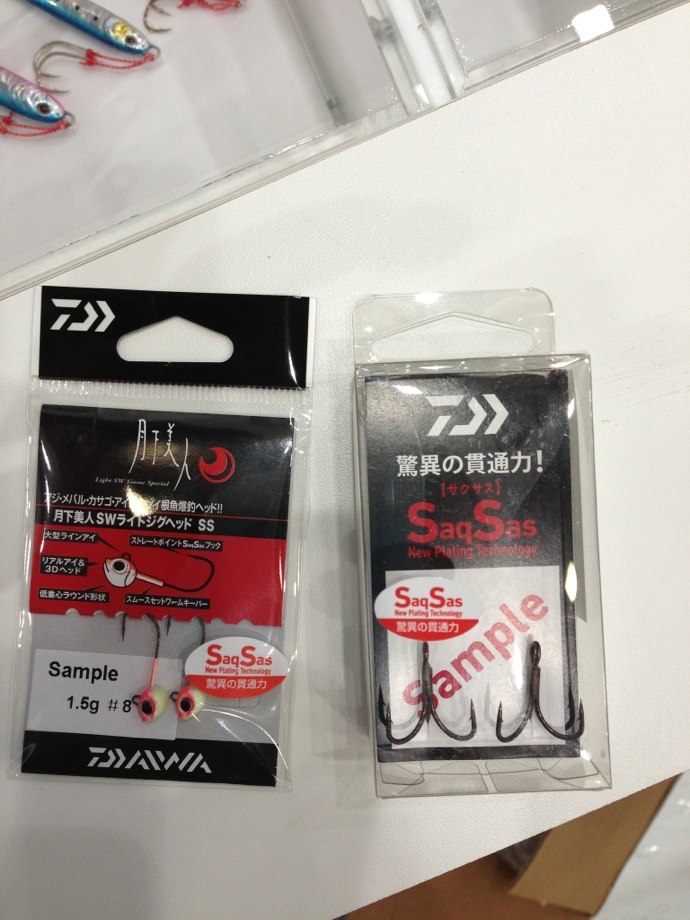 月下美人
Light SW Game Special
アジ・メバル・カサゴ・アイ
イ根魚爆釣ヘッド!!
月下美人SWライトジグヘッド SS
大型ラインアイ
ストレートポイントSaqSasフック
リアルアイ&
3Dヘッド
低重心ラウンド形状
スムースセットワームキーパー
SaqSas
New Plating Technology
驚異の貫通力
Sample
1.5g #8
DAIWA
驚異の貫通力!
【サクサス】
SaqSas
New Plating Technology
SaqSas
New Plating Technology
驚異の貫通力
Sample